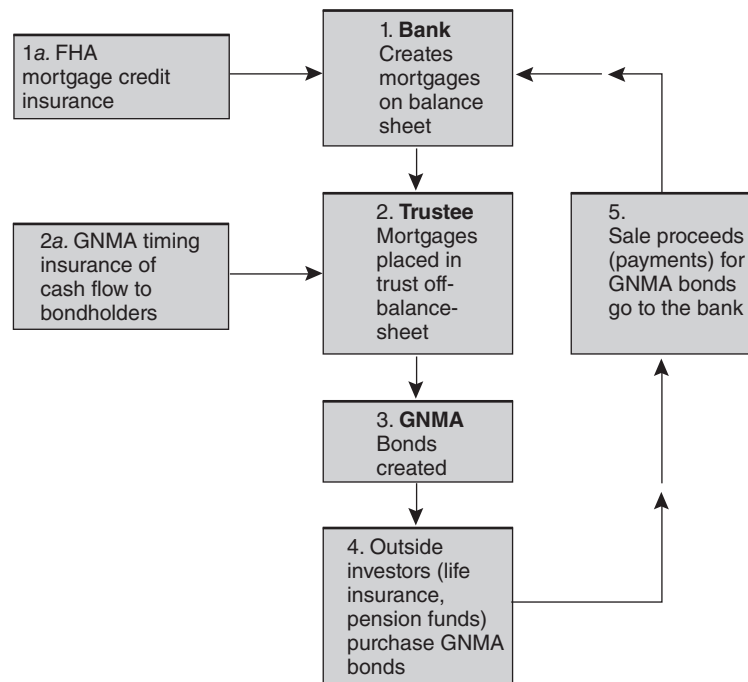 1a. FHA
mortgage credit
insurance
1. Bank
Creates
mortgages
on balance
sheet
2a. GNMA timing
insurance of
cash flow to
bondholders
2. Trustee
Mortgages
placed in
trust off-
balance-
sheet
5.
Sale proceeds
(payments) for
GNMA bonds
go to the bank
3. GNMA
Bonds
created
4. Outside
investors (life
insurance,
pension funds)
purchase GNMA
bonds